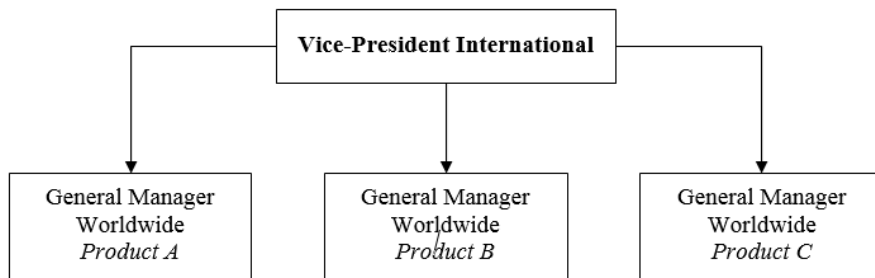 Vice-President International
General Manager
Worldwide
Product A
General Manager
Worldwide
Product B
General Manager
Worldwide
Product C